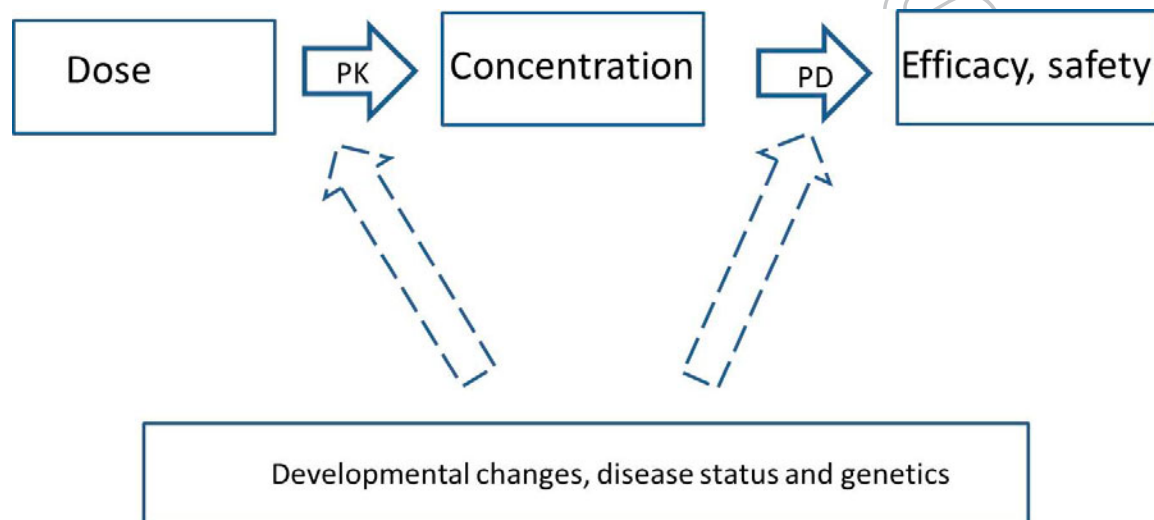 Dose
PK
Concentration
PD
Efficacy, safety
Developmental changes, disease status and genetics